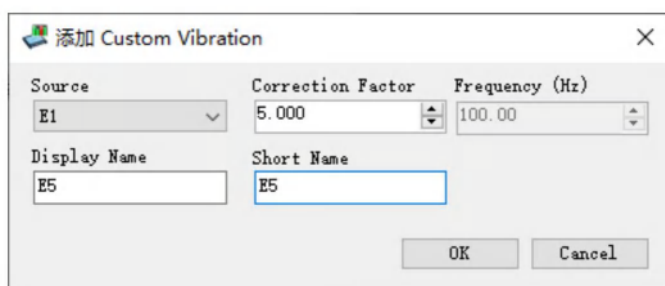 添加 Custom Vibration
Source Correction Factor Frequency (Hz)
E1 5.000 100.00
Display Name Short Name
E5 E5
OK Cancel